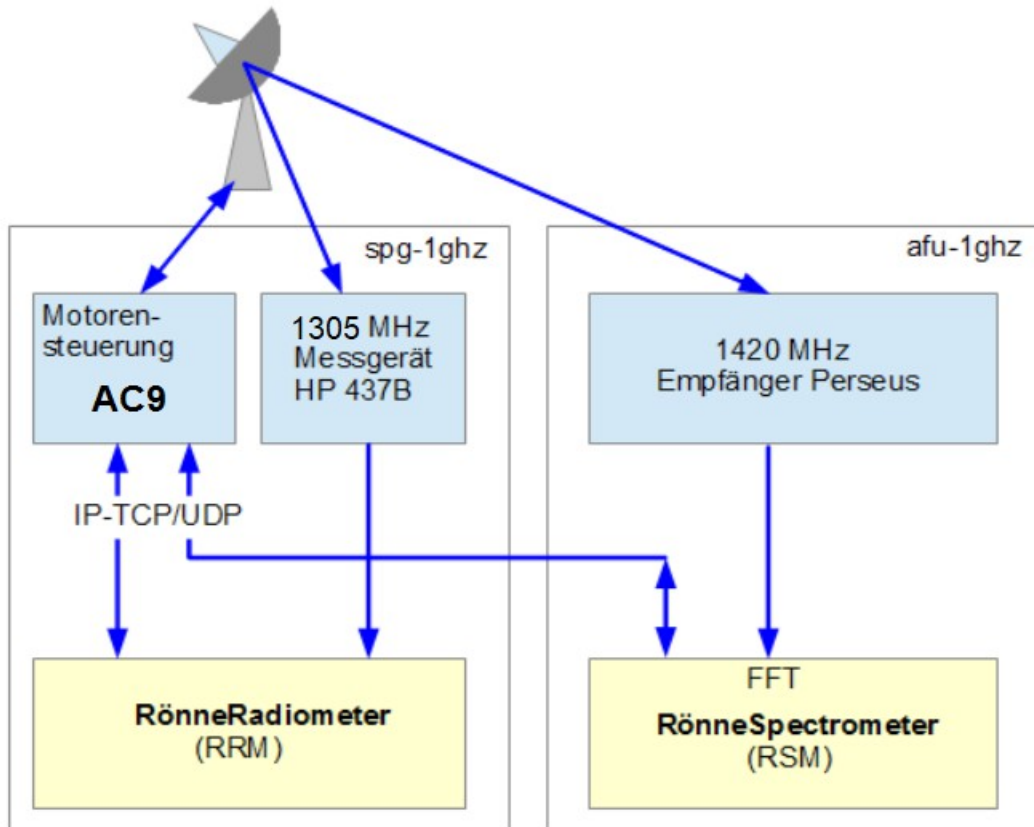 spg-1ghz
Motoren-
steuerung
AC9
1305 MHz
Messgerät
HP 437B
IP-TCP/UDP
RönneRadiometer
(RRM)
afu-1ghz
1420 MHz
Empfänger Perseus
FFT
RönneSpectrometer
(RSM)